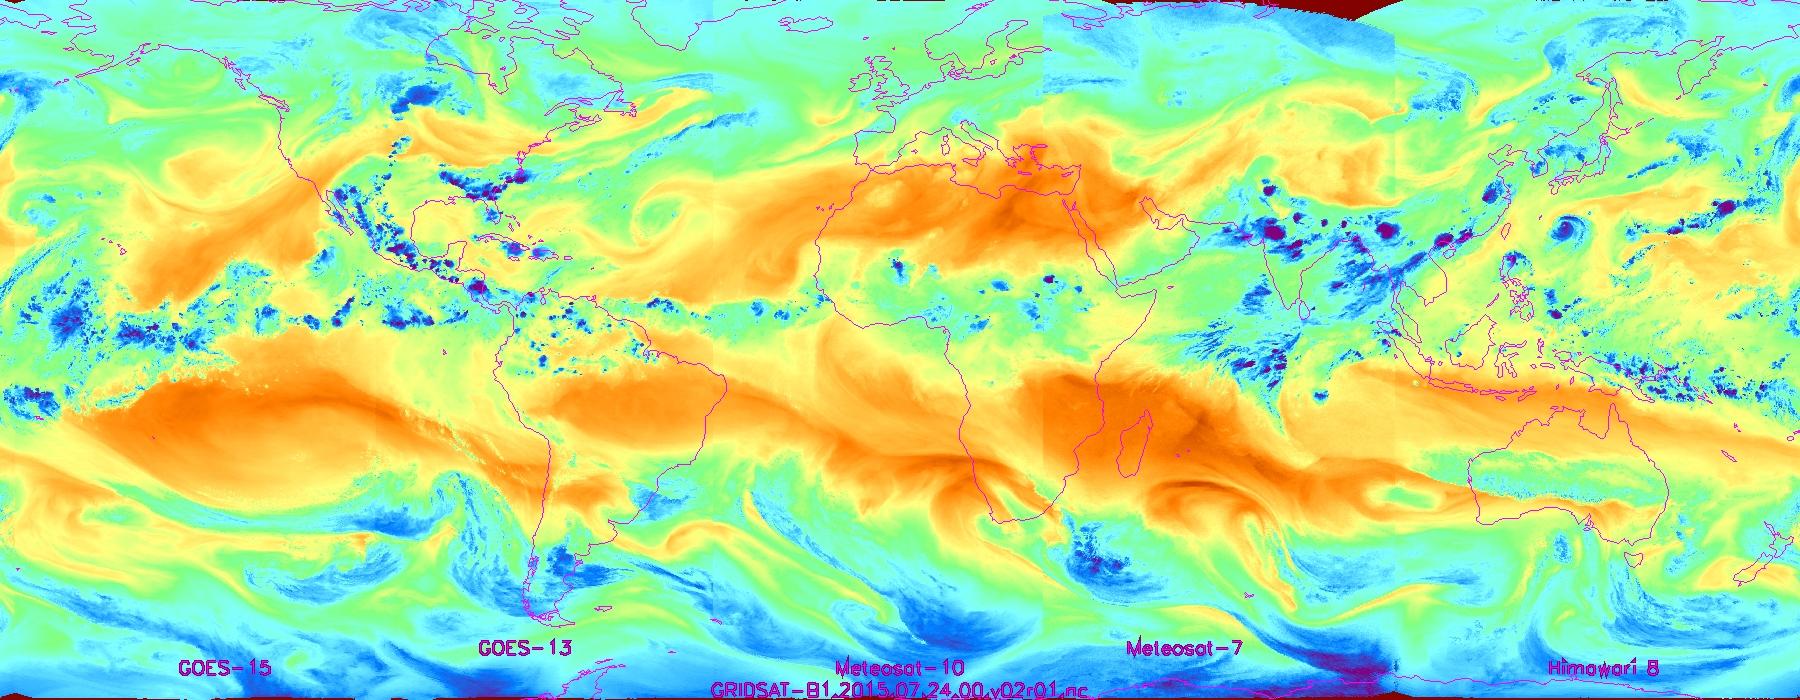 GOES-13
Meteosat-7
GOES-15
Meteosat-10
Himawari 8
GRIDSAT-B1.2015.07.24.00.v02r01.nc